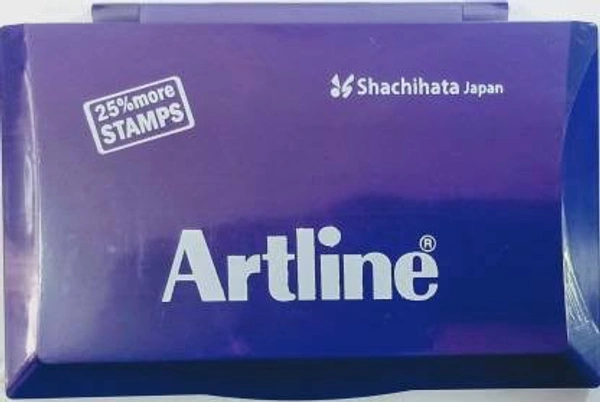 25% more
STAMPS
Shachihata Japan
Artline®